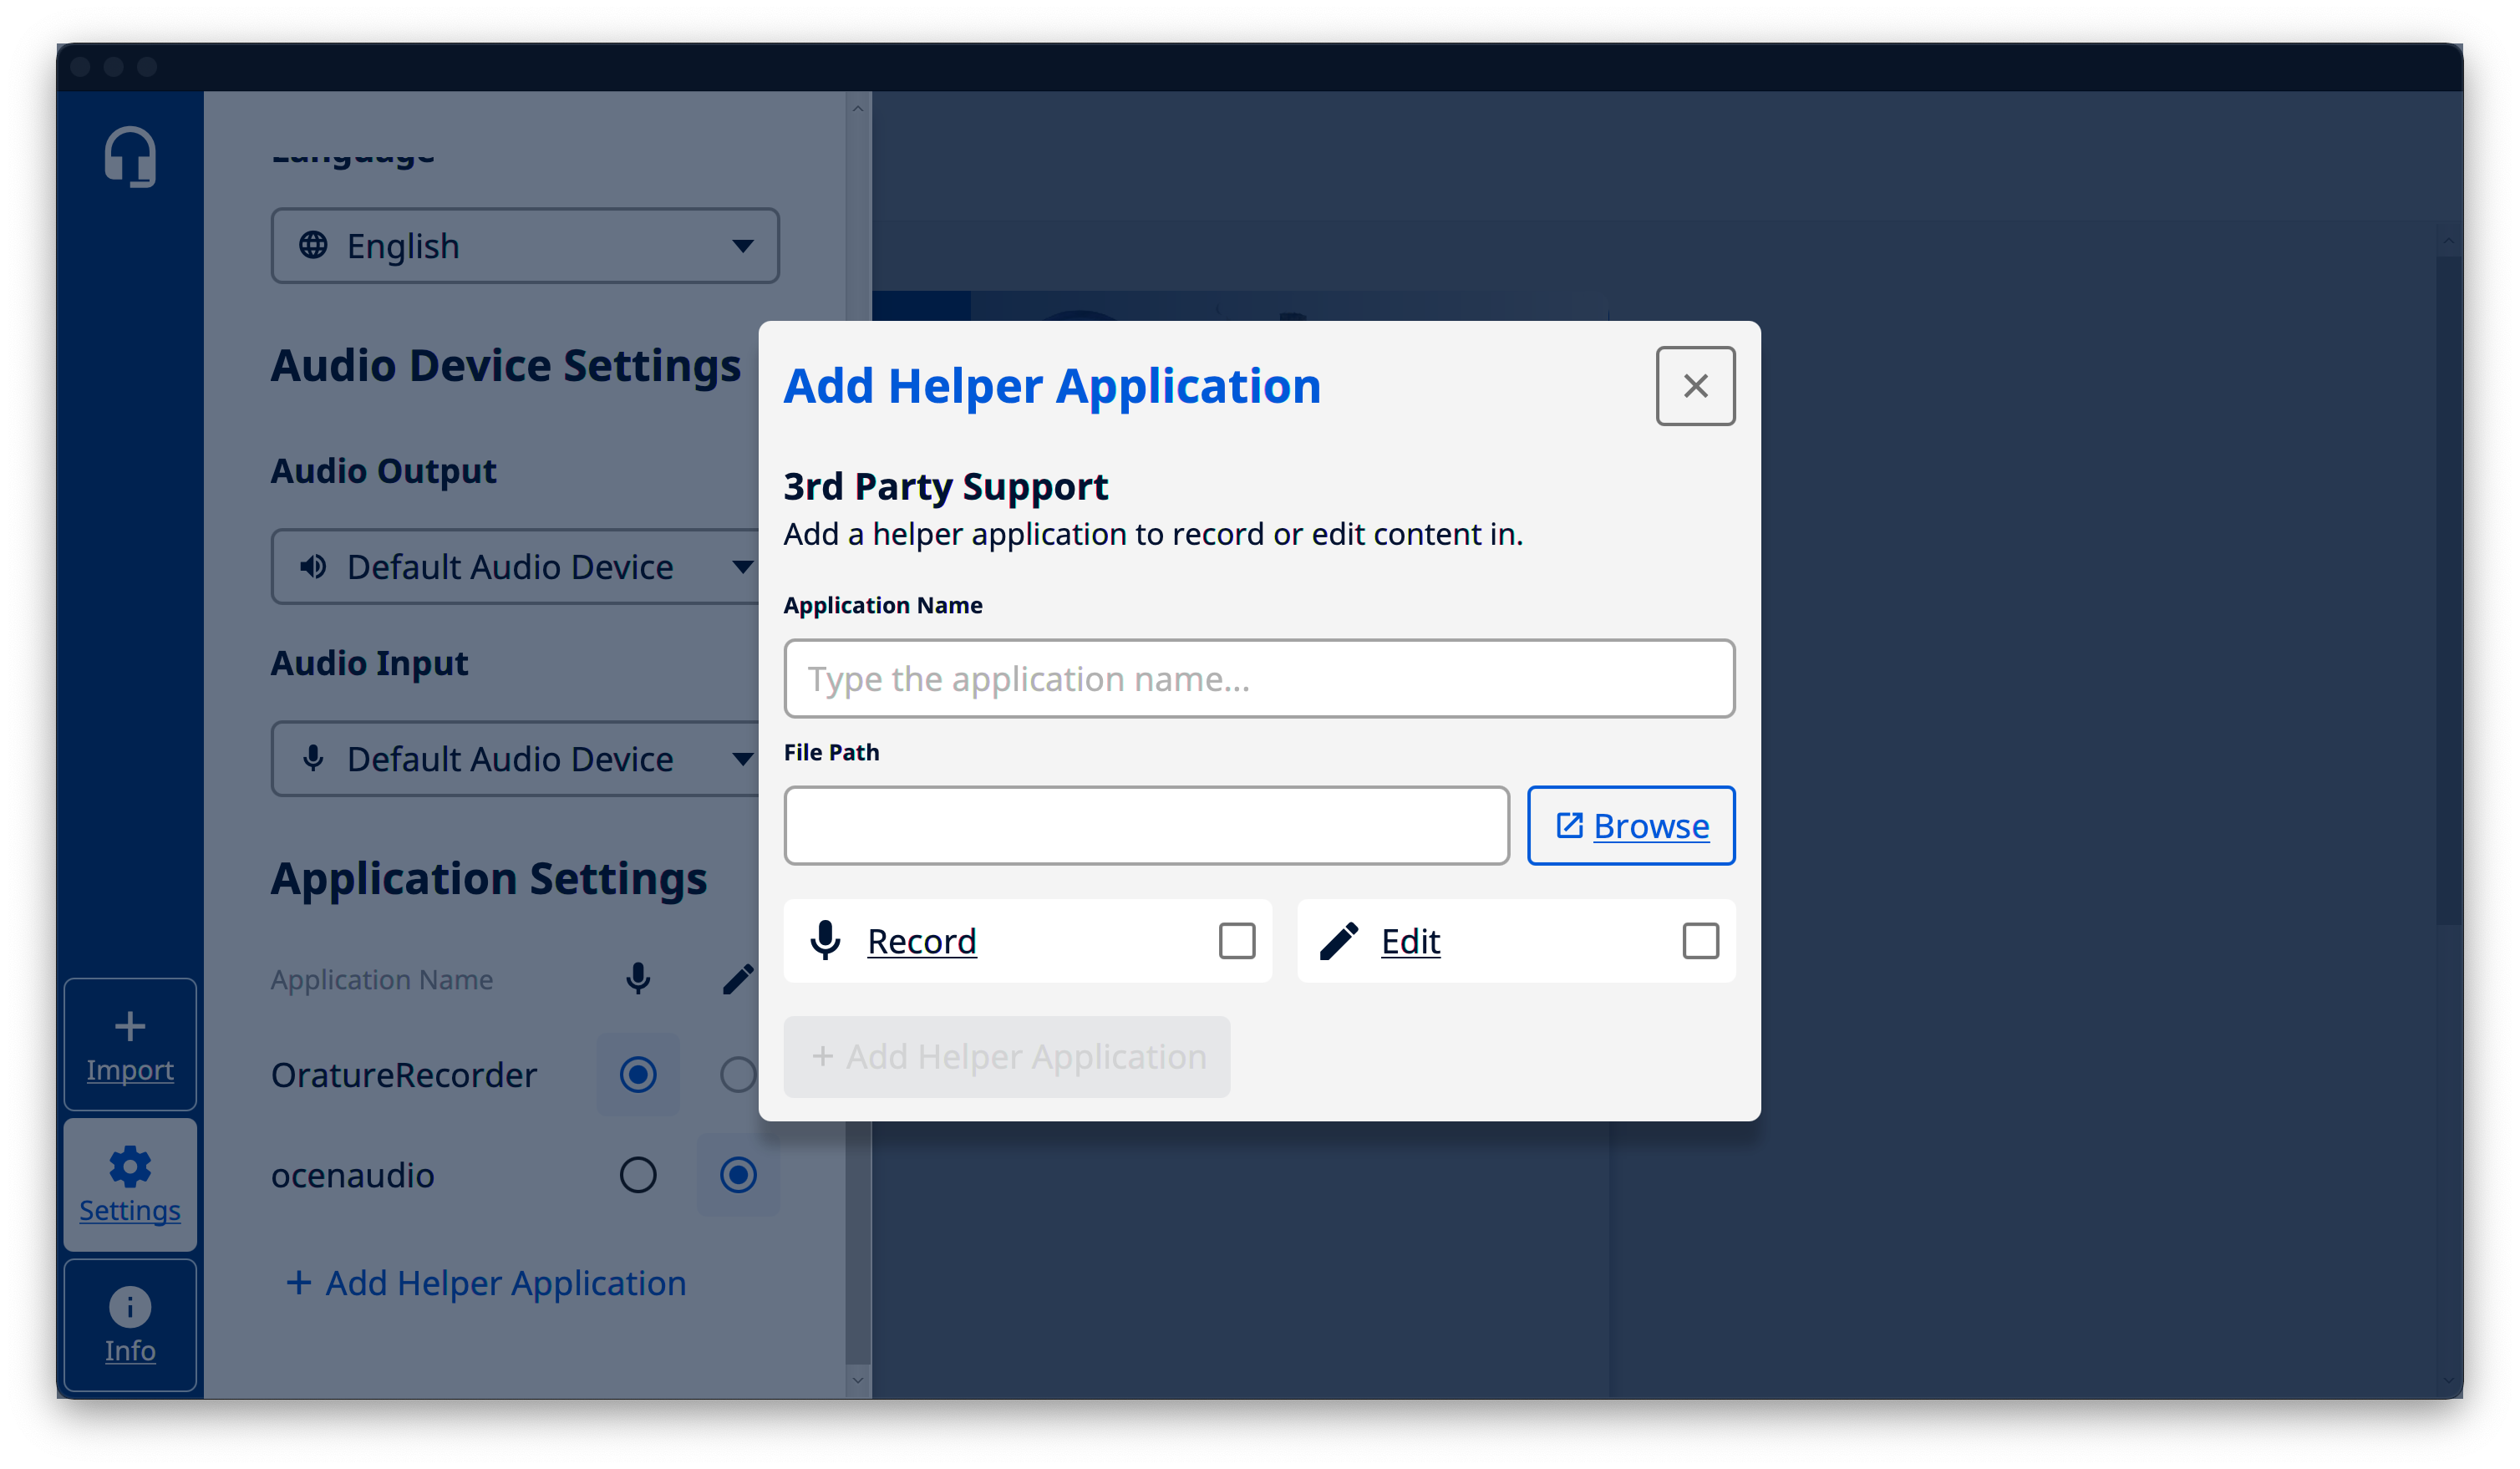 Language
English
Audio Device Settings
Audio Output
Default Audio Device
Audio Input
Default Audio Device
Application Settings
Application Name
OratureRecorder
ocenaudio
+ Add Helper Application
Import
Settings
Info
Add Helper Application
3rd Party Support
Add a helper application to record or edit content in.
Application Name
Type the application name...
File Path
Browse
Record
Edit
+ Add Helper Application